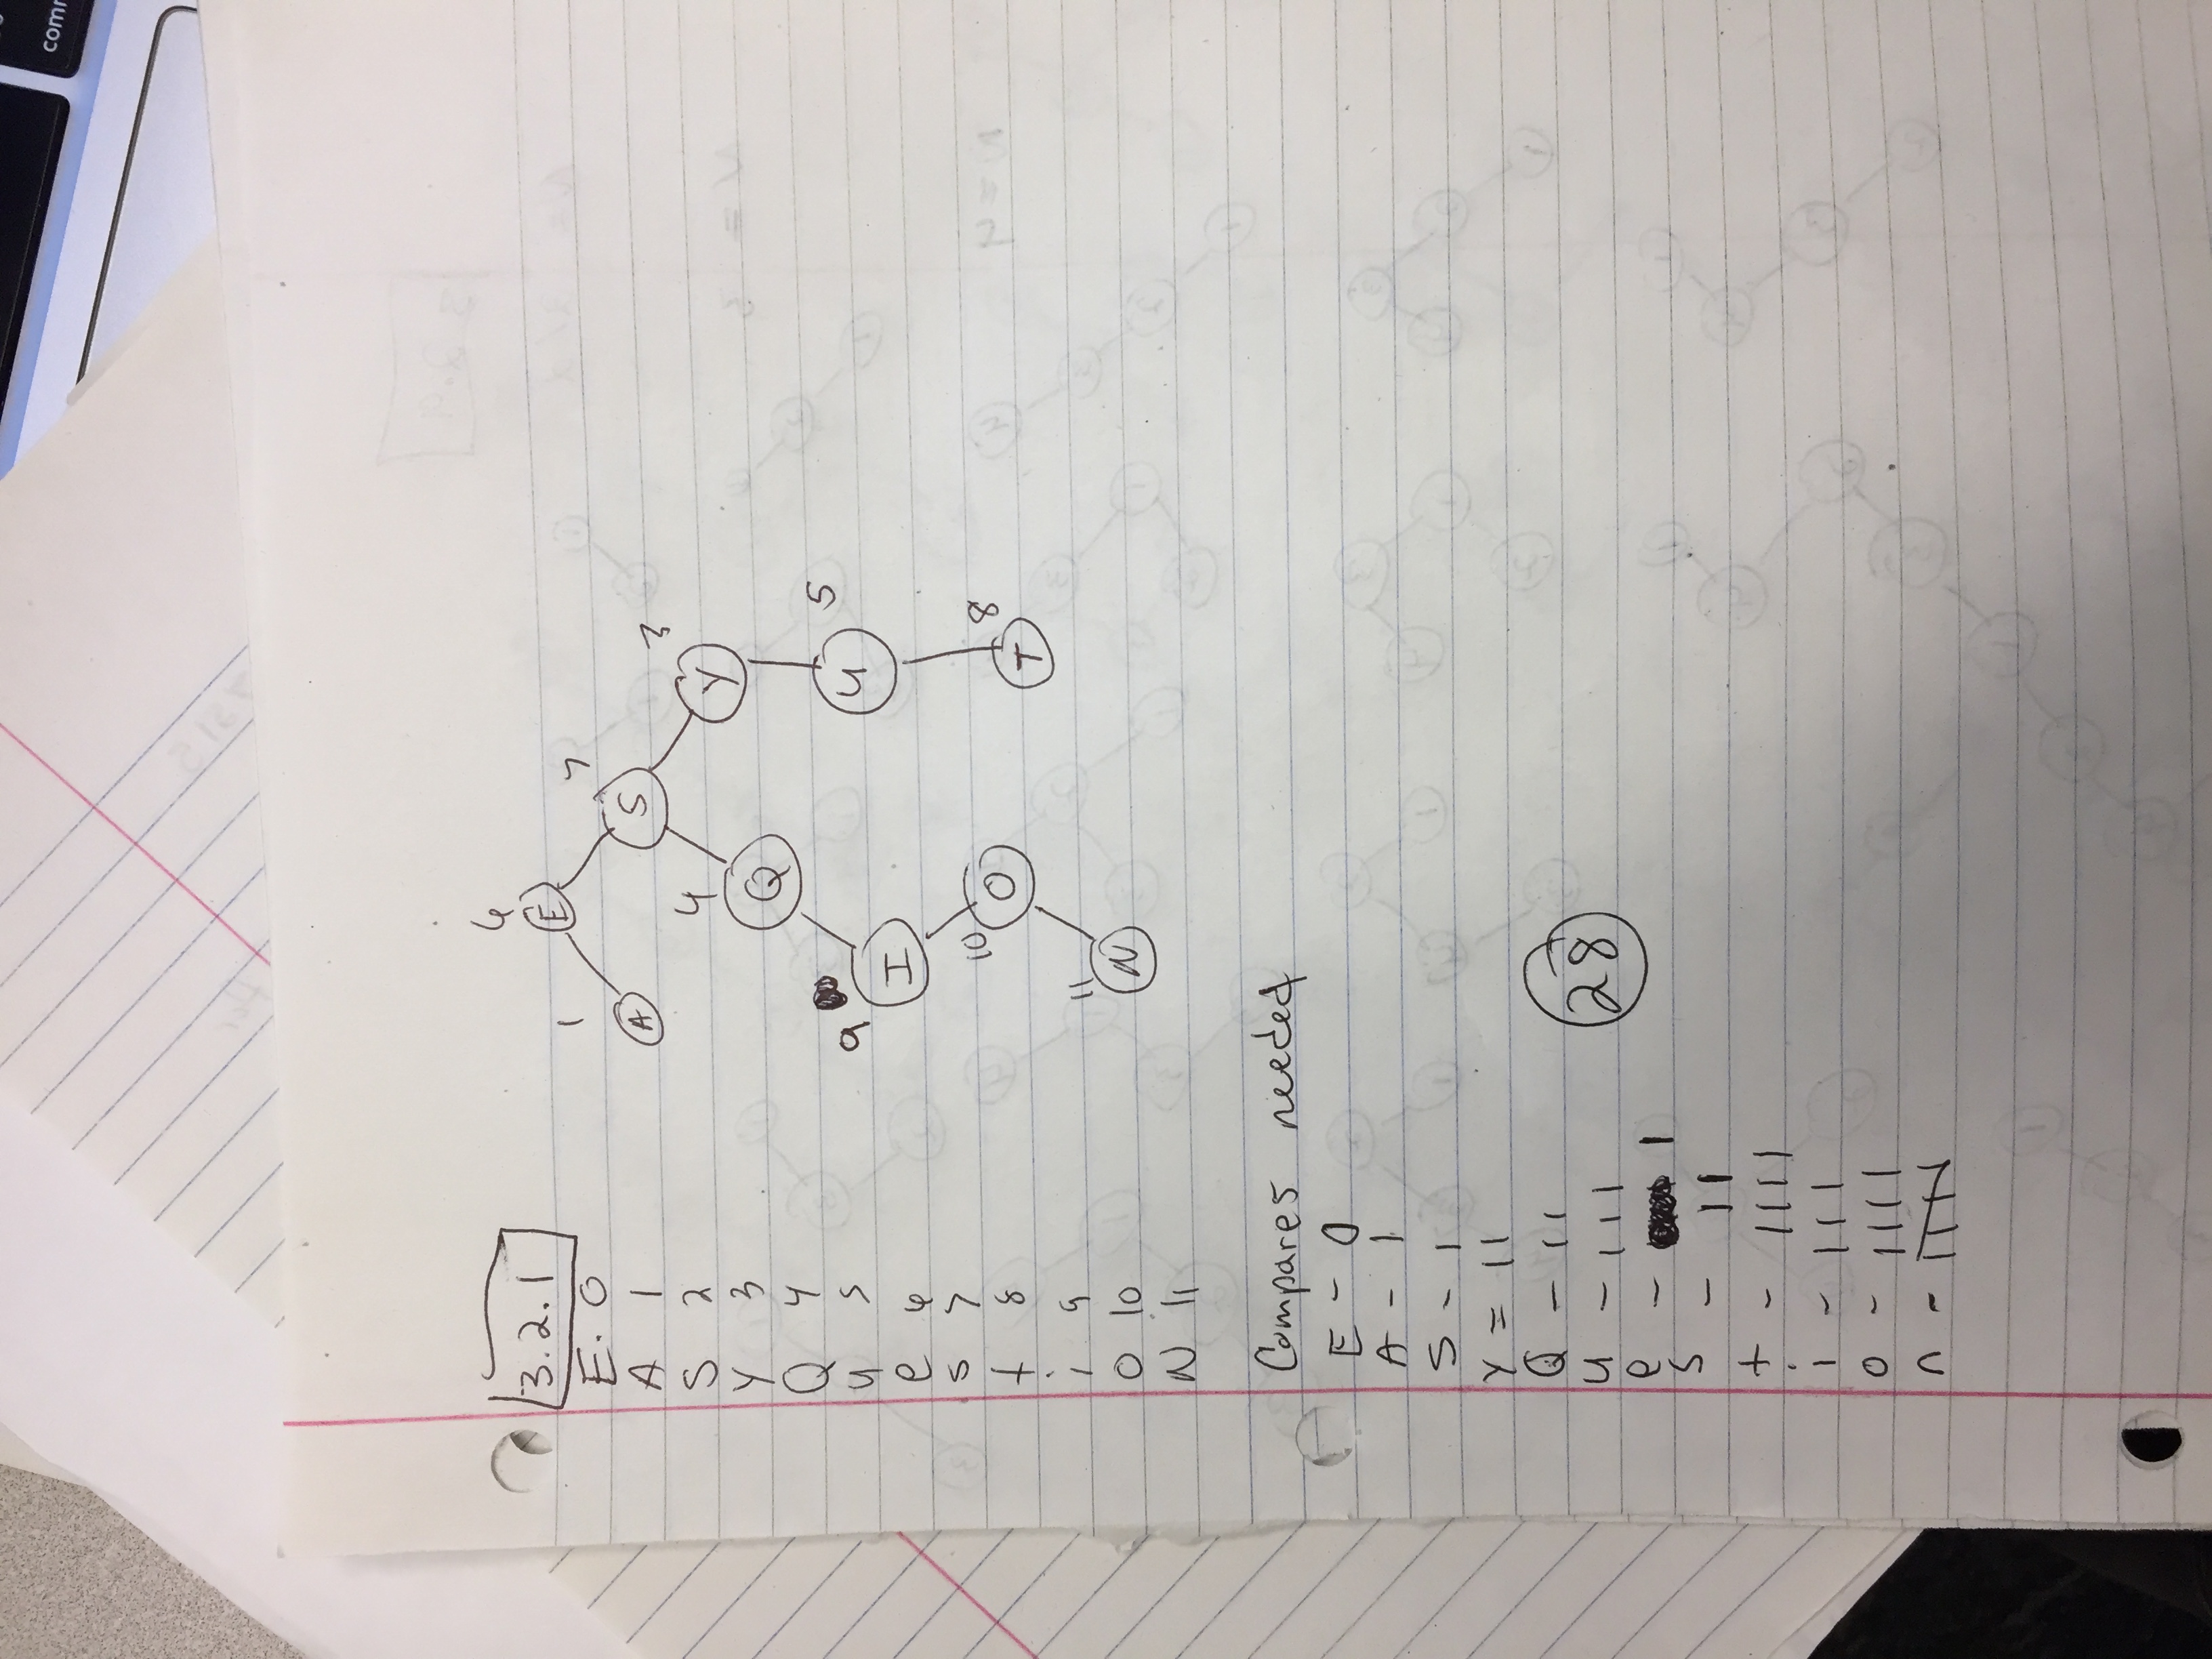 comm
3.2.1
E. 0
A 1
S 2
Y 3
Q 4
u 5
e 6
s 7
t 8
i 9
O 10
N 11
6
E
1
7
A
S
3
4
Y
Q
9
5
I
U
10
8
O
T
11
N
Compares needed
E - 0
A - 1
S - 1
Y = 11
Q - 11
U - 111
e - 1
S - 11
t - 1111
i - 111
o - 1111
n -
28